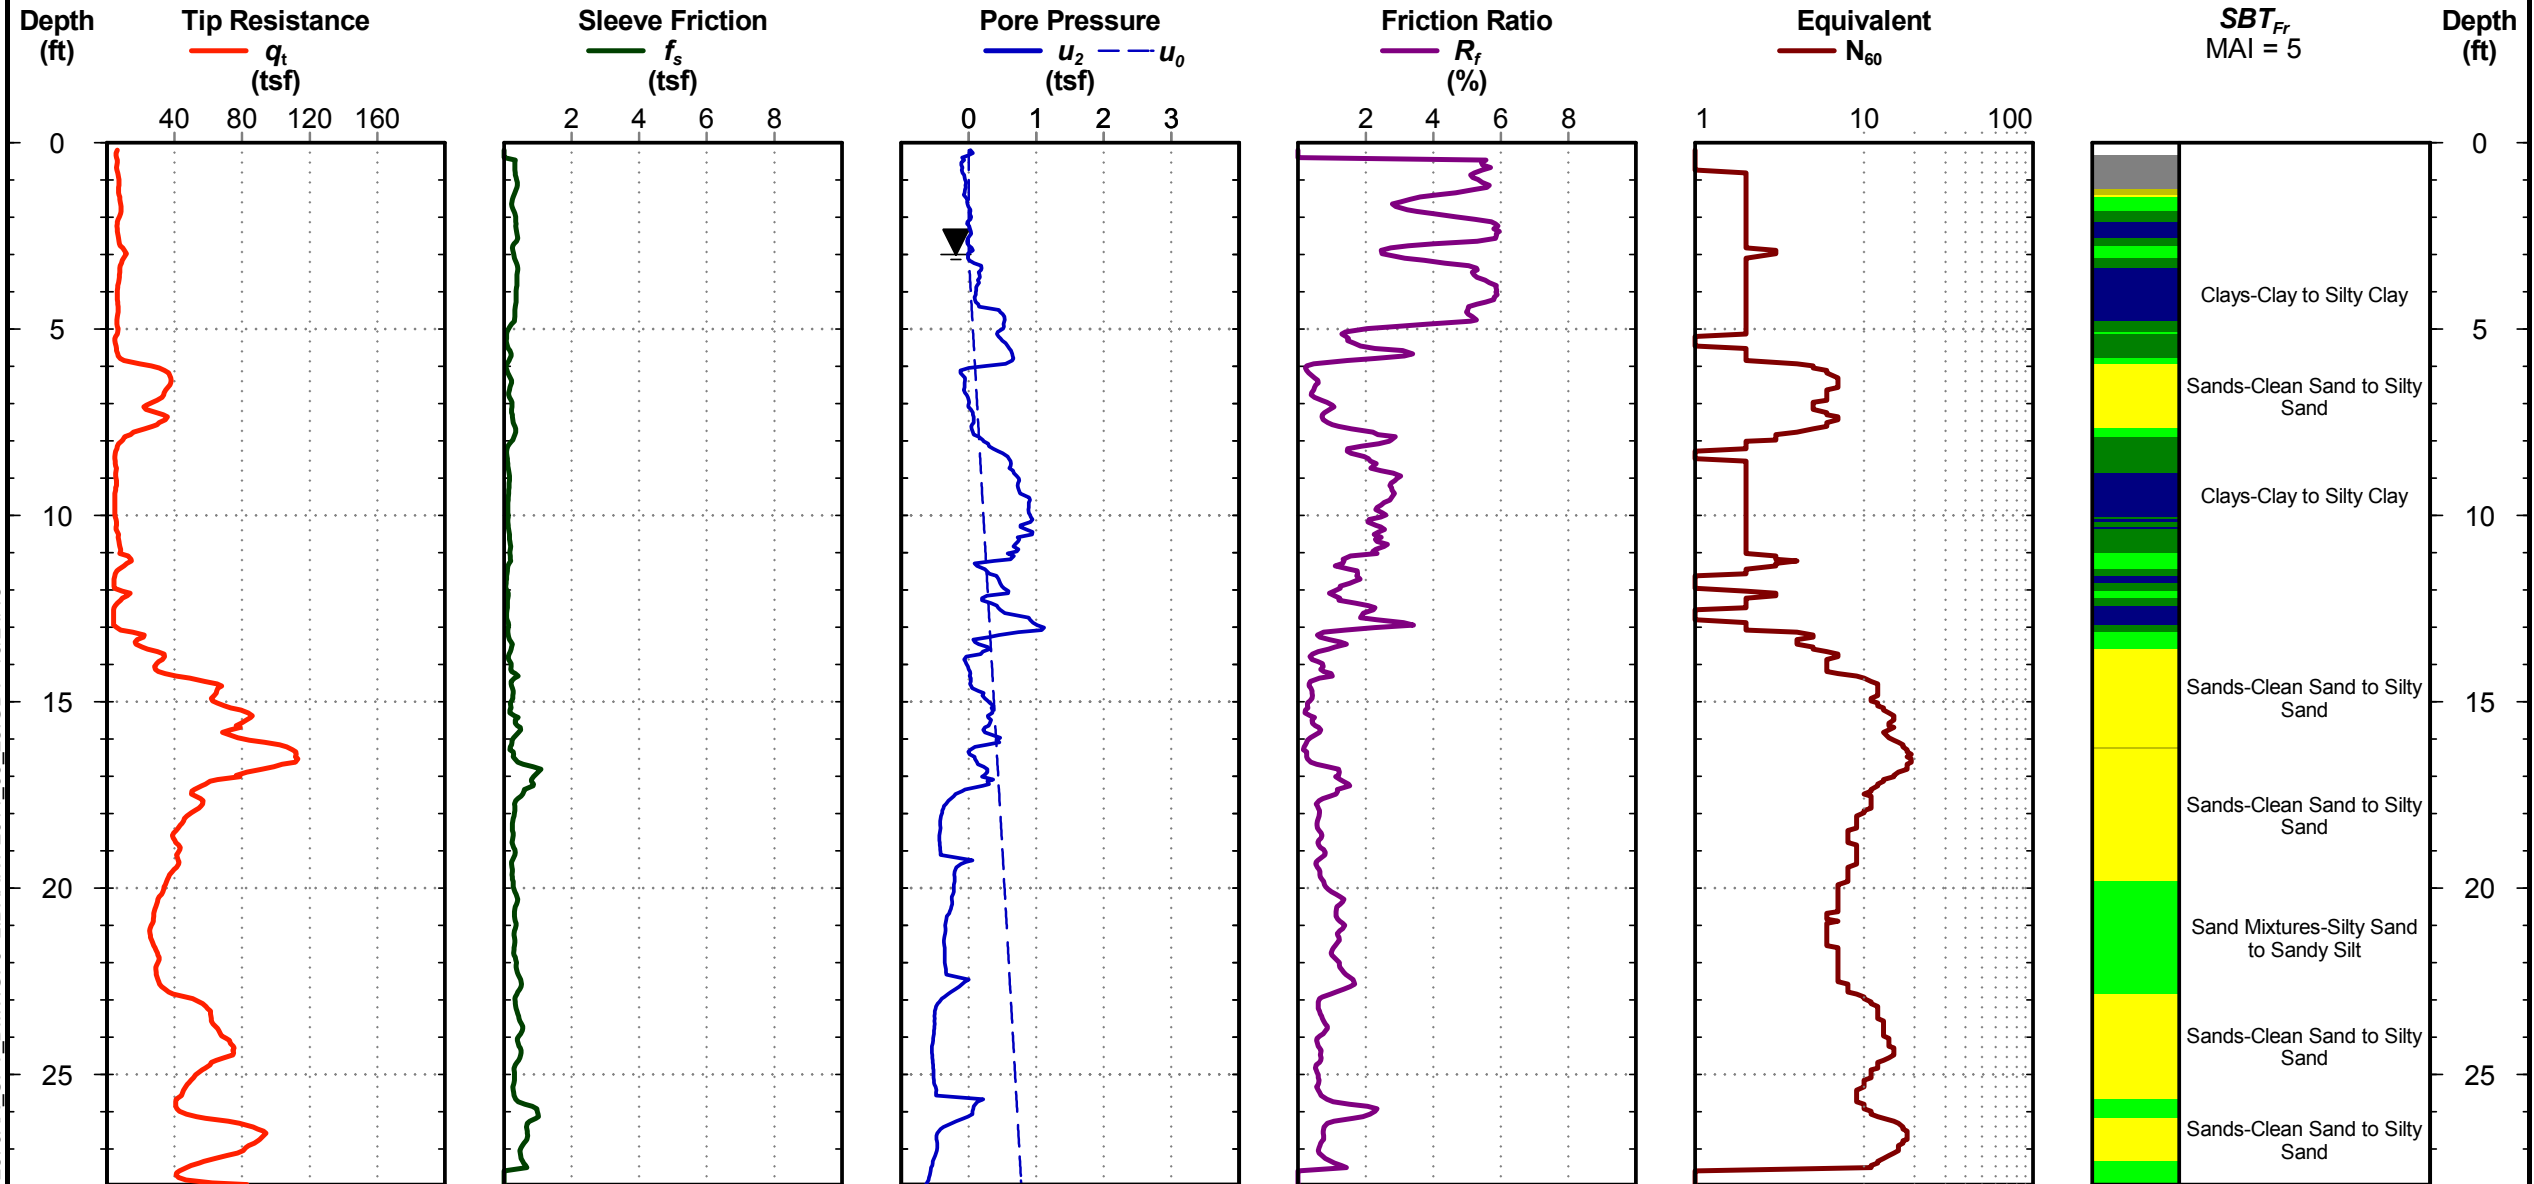 Depth
(ft)
Tip Resistance
qt
(tsf)
Sleeve Friction
fs
(tsf)
Pore Pressure
u2 u0
(tsf)
Friction Ratio
Rf
(%)
Equivalent
N60
SBTFr
MAI = 5
Depth
(ft)
40 80 120 160
2 4 6 8
0 1 2 3
2 4 6 8
1 10 100
0 0
Clays-Clay to Silty Clay
5 5
Sands-Clean Sand to Silty
Sand
Clays-Clay to Silty Clay
10 10
Sands-Clean Sand to Silty
Sand
15 15
Sands-Clean Sand to Silty
Sand
20 20
Sand Mixtures-Silty Sand
to Sandy Silt
Sands-Clean Sand to Silty
Sand
25 25
Sands-Clean Sand to Silty
Sand